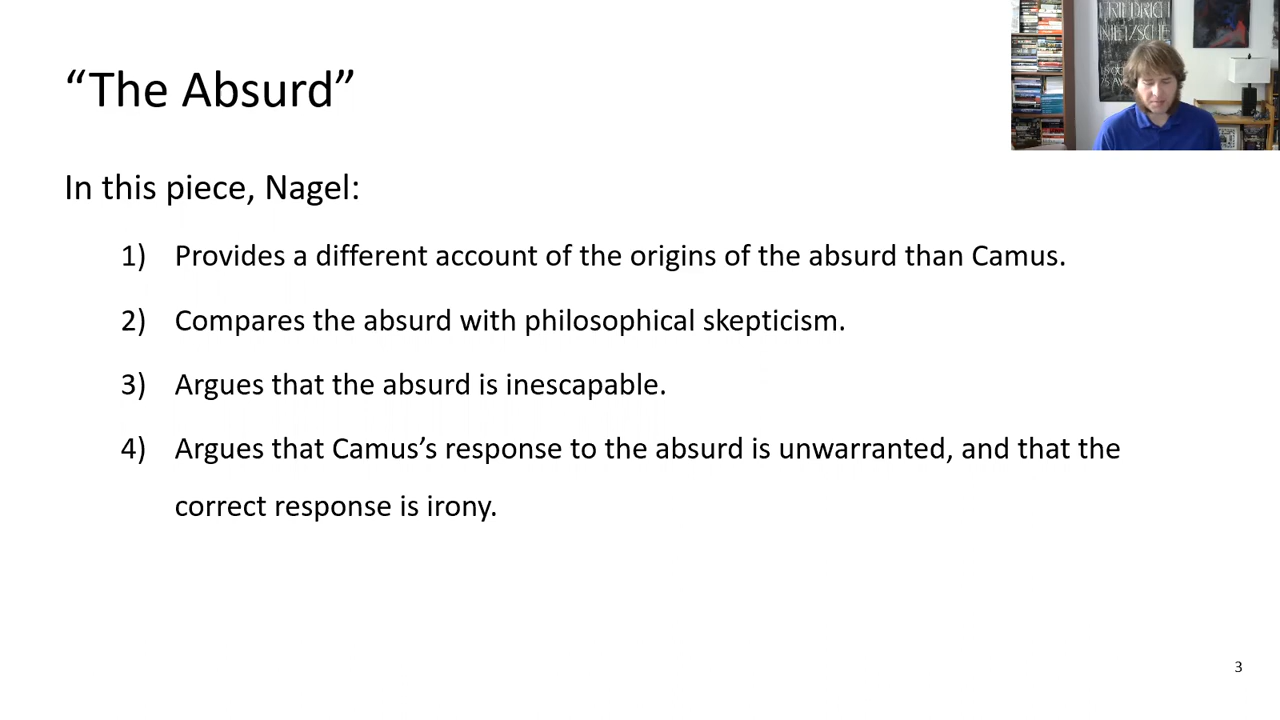 “The Absurd”
In this piece, Nagel:
1) Provides a different account of the origins of the absurd than Camus.
2) Compares the absurd with philosophical skepticism.
3) Argues that the absurd is inescapable.
4) Argues that Camus’s response to the absurd is unwarranted, and that the
correct response is irony.
FRIEDRICH
NIETZSCHE
3